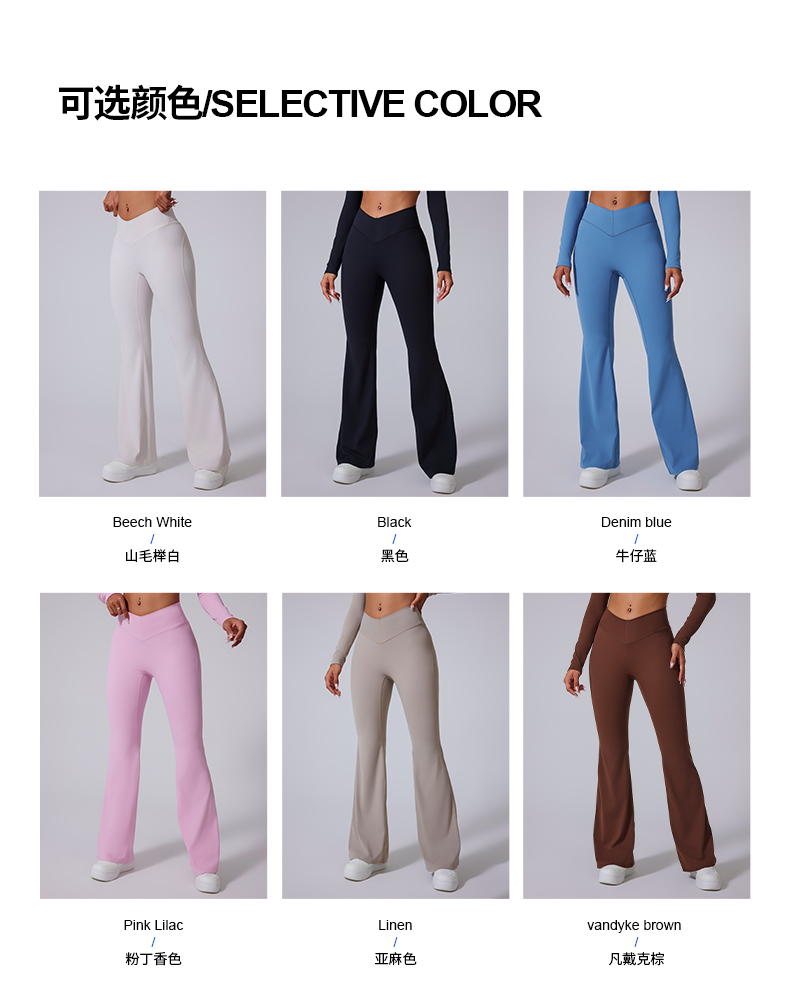 可选颜色/SELECTIVE COLOR
Beech White
/
山毛榉白
Black
/
黑色
Denim blue
/
牛仔蓝
Pink Lilac
/
粉丁香色
Linen
/
亚麻色
vandyke brown
/
凡戴克棕